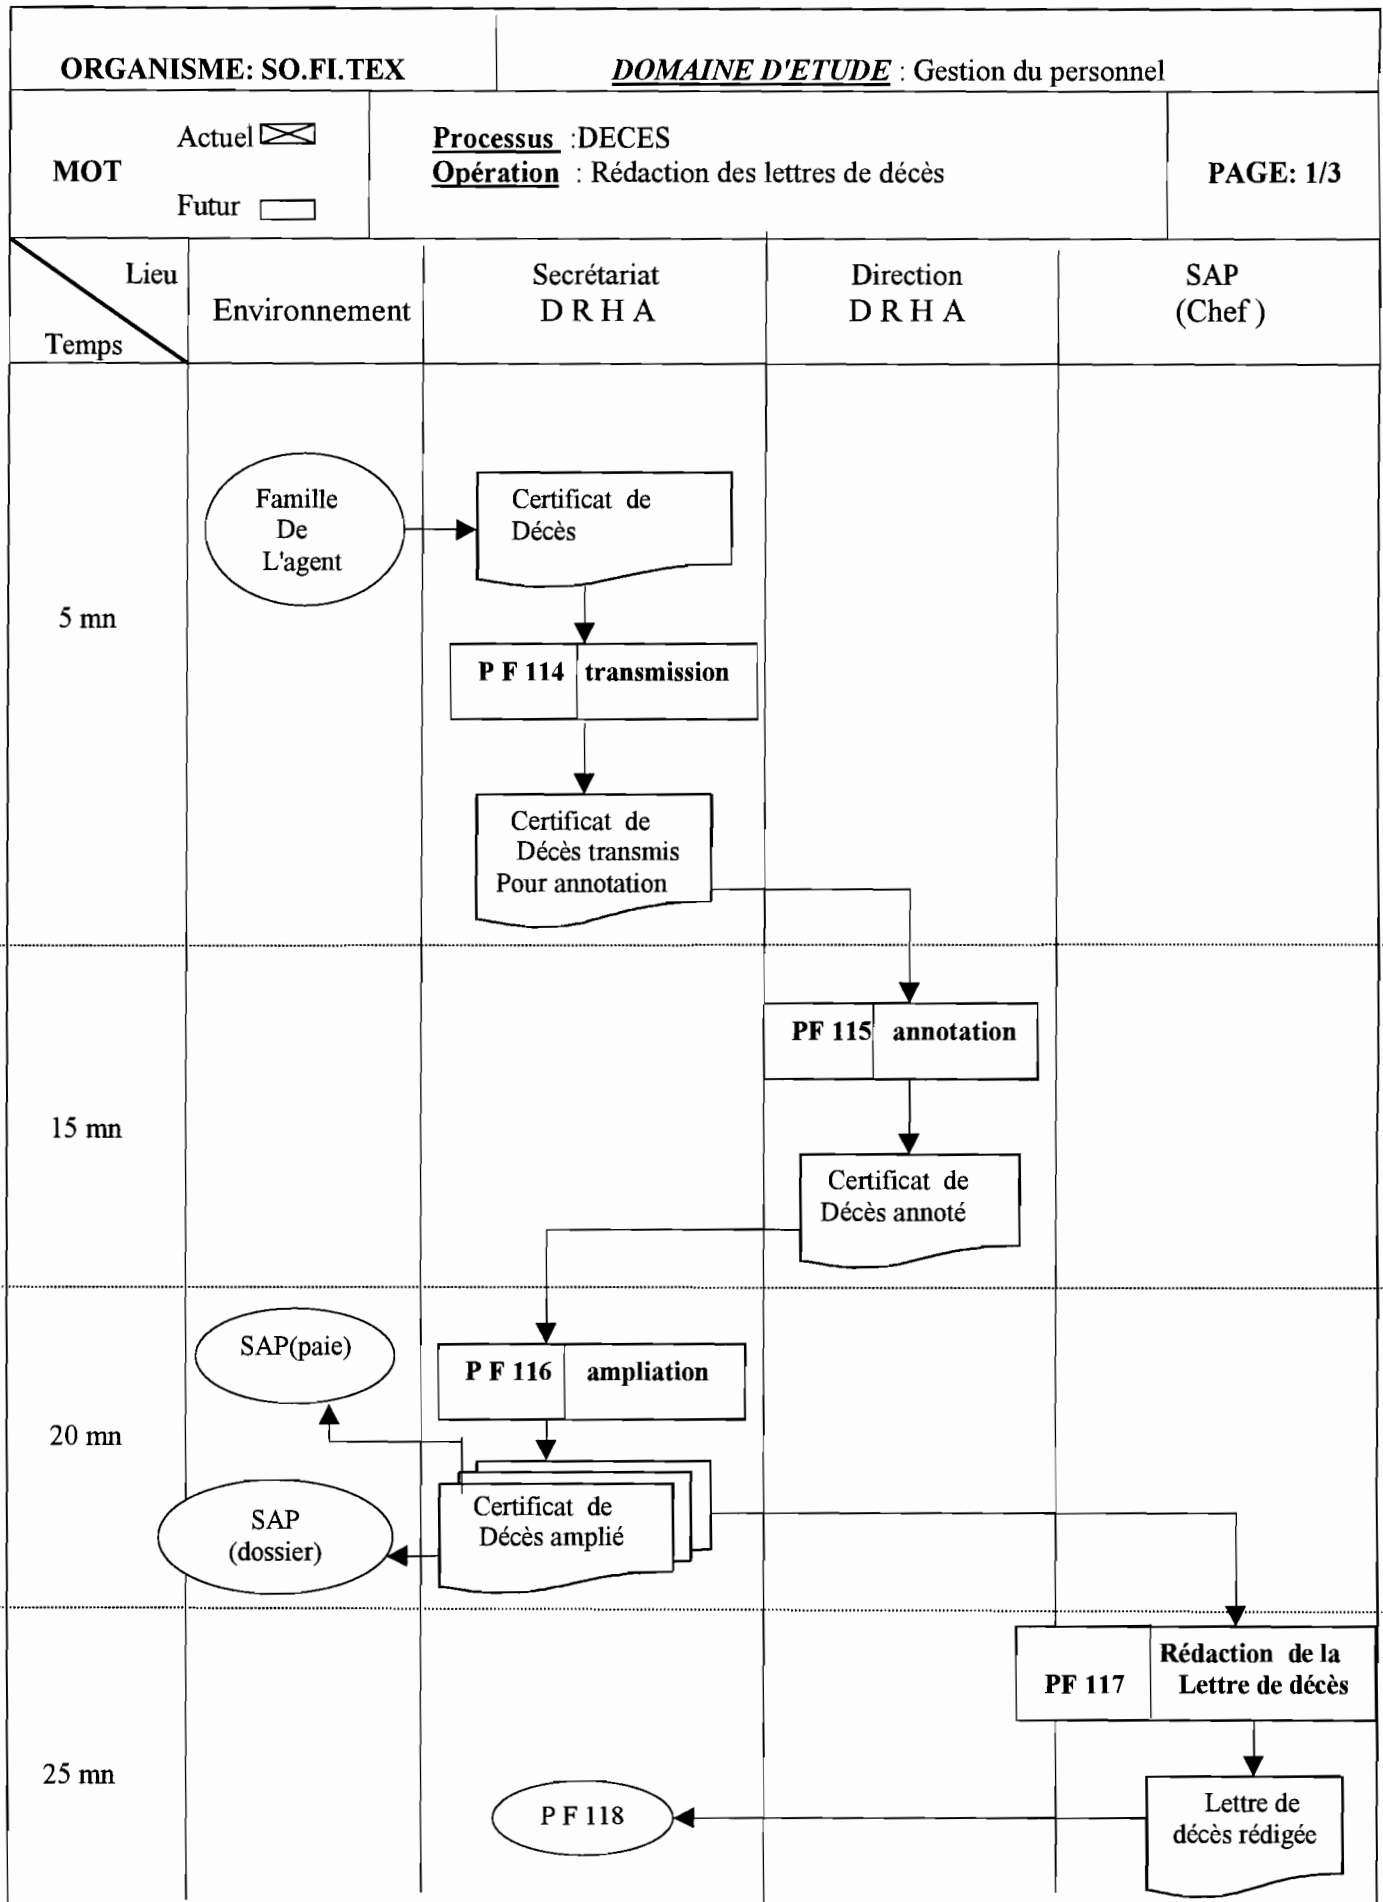 ORGANISME: SO.FI.TEX
DOMAINE D'ETUDE : Gestion du personnel
MOT
Actuel
Futur
Processus :DECES
Opération : Rédaction des lettres de décès
PAGE: 1/3
Lieu
Temps
Environnement
Secrétariat
D R H A
Direction
D R H A
SAP
(Chef )
5 mn
Famille
De
L'agent
Certificat de
Décès
P F 114 transmission
Certificat de
Décès transmis
Pour annotation
15 mn
PF 115 annotation
Certificat de
Décès annoté
20 mn
SAP(paie)
P F 116 ampliation
SAP
(dossier)
Certificat de
Décès amplié
25 mn
PF 117
Rédaction de la
Lettre de décès
P F 118
Lettre de
décès rédigée